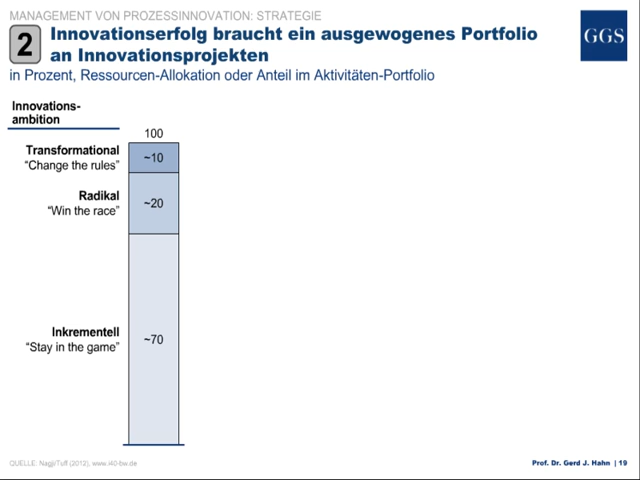 MANAGEMENT VON PROZESSINNOVATION: STRATEGIE
2
Innovationserfolg braucht ein ausgewogenes Portfolio
an Innovationsprojekten
GGS
in Prozent, Ressourcen-Allokation oder Anteil im Aktivitäten-Portfolio
Innovations-
ambition
100
Transformational
“Change the rules”
~10
Radikal
“Win the race”
~20
Inkrementell
“Stay in the game”
~70
QUELLE: Nagji/Tuff (2012), www.i40-bw.de
Prof. Dr. Gerd J. Hahn | 19